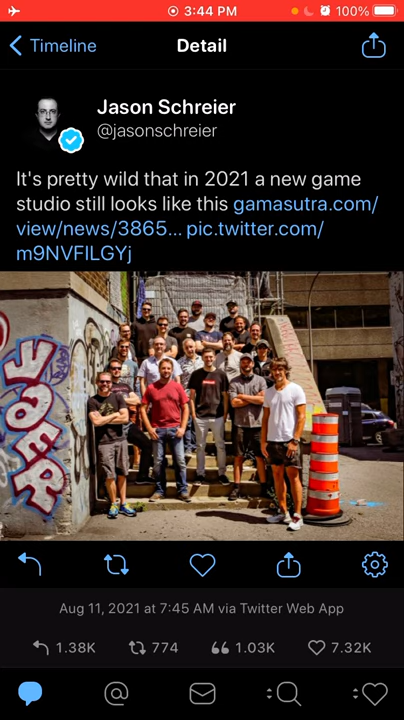 3:44 PM
100%
Timeline
Detail
Jason Schreier
@jasonschreier
It's pretty wild that in 2021 a new game
studio still looks like this gamasutra.com/
view/news/3865... pic.twitter.com/
m9NVFILGYj
Aug 11, 2021 at 7:45 AM via Twitter Web App
1.38K 774 1.03K 7.32K